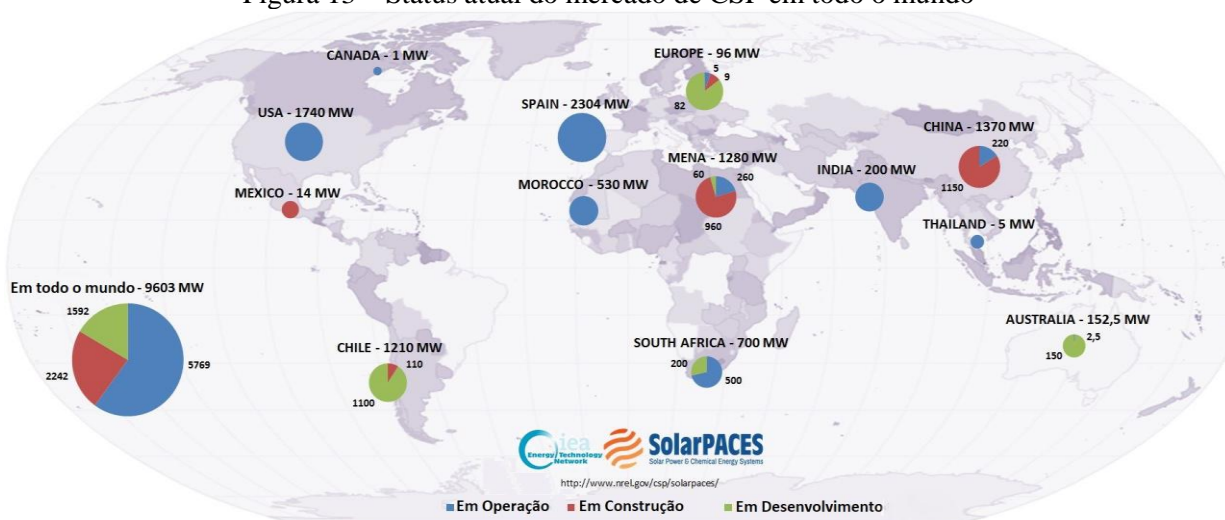 Figura 13 – Status atual do mercado de CSP em todo o mundo
CANADA - 1 MW
EUROPE - 96 MW
5
9
82
USA - 1740 MW
SPAIN - 2304 MW
CHINA - 1370 MW
220
1150
MENA - 1280 MW
60
260
960
INDIA - 200 MW
MEXICO - 14 MW
MOROCCO - 530 MW
THAILAND - 5 MW
Em todo o mundo - 9603 MW
1592
2242
5769
AUSTRALIA - 152,5 MW
2,5
150
CHILE - 1210 MW
110
1100
SOUTH AFRICA - 700 MW
200
500
iea
Energy Technology
Network
SolarPACES
Solar Power & Chemical Energy Systems
http://www.nrel.gov/csp/solarpaces/
Em Operação
Em Construção
Em Desenvolvimento